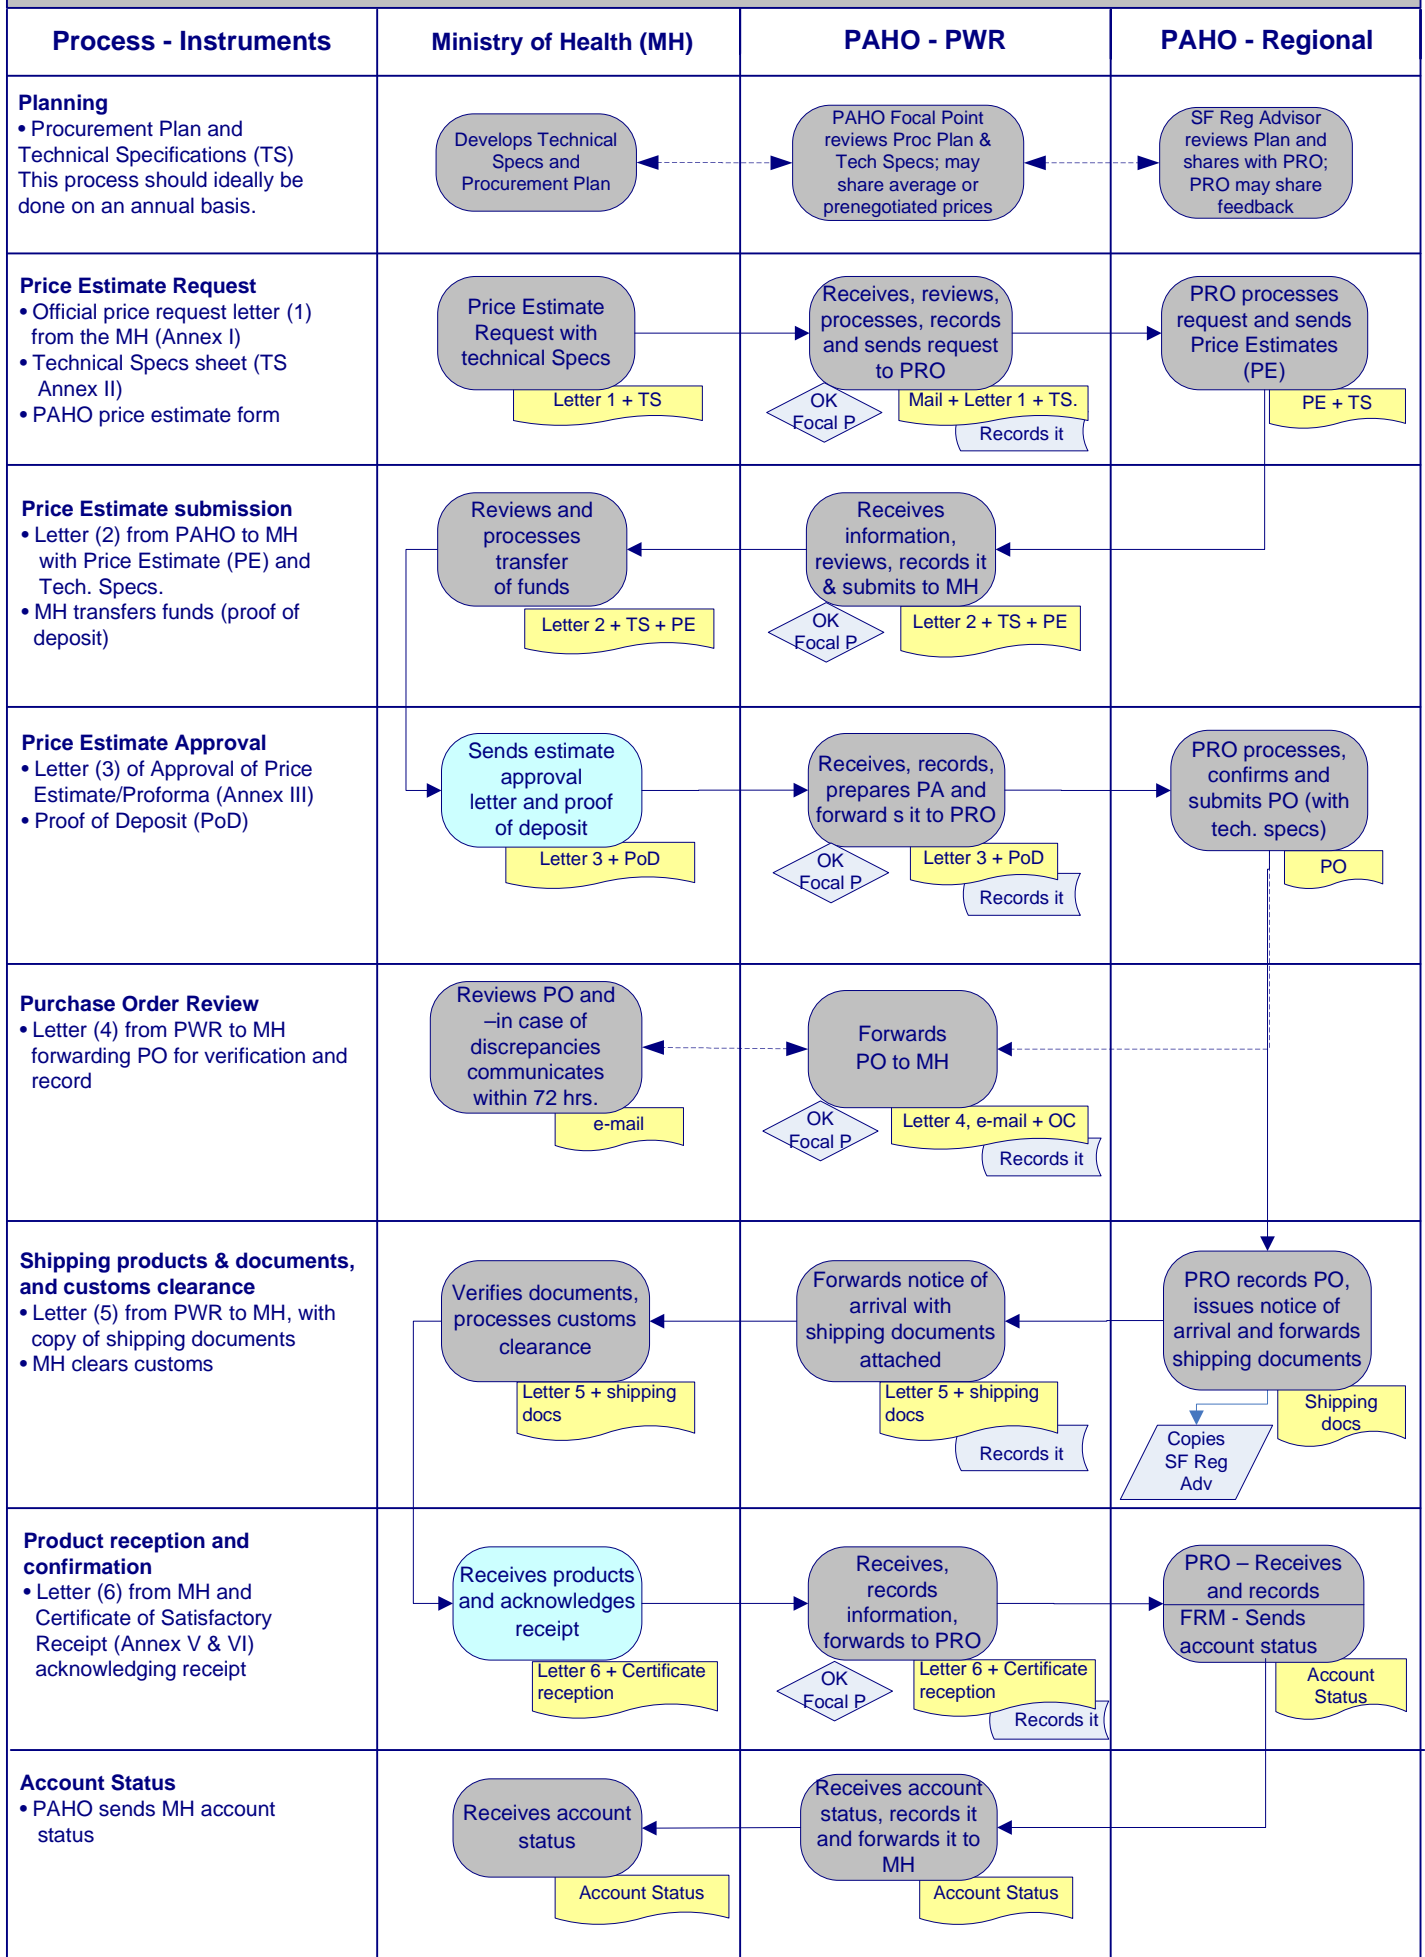 Process - Instruments
Ministry of Health (MH)
PAHO - PWR
PAHO - Regional
Planning
• Procurement Plan and
Technical Specifications (TS)
This process should ideally be
done on an annual basis.
Develops Technical
Specs and
Procurement Plan
PAHO Focal Point
reviews Proc Plan &
Tech Specs; may
share average or
prenegotiated prices
SF Reg Advisor
reviews Plan and
shares with PRO;
PRO may share
feedback
Price Estimate Request
• Official price request letter (1)
from the MH (Annex I)
• Technical Specs sheet (TS
Annex II)
• PAHO price estimate form
Price Estimate
Request with
technical Specs
Letter 1 + TS
Receives, reviews,
processes, records
and sends request
to PRO
OK
Focal P
Mail + Letter 1 + TS.
Records it
PRO processes
request and sends
Price Estimates
(PE)
PE + TS
Price Estimate submission
• Letter (2) from PAHO to MH
with Price Estimate (PE) and
Tech. Specs.
• MH transfers funds (proof of
deposit)
Reviews and
processes
transfer
of funds
Letter 2 + TS + PE
Receives
information,
reviews, records it
& submits to MH
OK
Focal P
Letter 2 + TS + PE
Price Estimate Approval
• Letter (3) of Approval of Price
Estimate/Proforma (Annex III)
• Proof of Deposit (PoD)
Sends estimate
approval
letter and proof
of deposit
Letter 3 + PoD
Receives, records,
prepares PA and
forward s it to PRO
OK
Focal P
Letter 3 + PoD
Records it
PRO processes,
confirms and
submits PO (with
tech. specs)
PO
Purchase Order Review
• Letter (4) from PWR to MH
forwarding PO for verification and
record
Reviews PO and
–in case of
discrepancies
communicates
within 72 hrs.
e-mail
Forwards
PO to MH
OK
Focal P
Letter 4, e-mail + OC
Records it
Shipping products & documents,
and customs clearance
• Letter (5) from PWR to MH, with
copy of shipping documents
• MH clears customs
Verifies documents,
processes customs
clearance
Letter 5 + shipping
docs
Forwards notice of
arrival with
shipping documents
attached
Letter 5 + shipping
docs
Records it
PRO records PO,
issues notice of
arrival and forwards
shipping documents
Shipping
docs
Copies
SF Reg
Adv
Product reception and
confirmation
• Letter (6) from MH and
Certificate of Satisfactory
Receipt (Annex V & VI)
acknowledging receipt
Receives products
and acknowledges
receipt
Letter 6 + Certificate
reception
Receives,
records
information,
forwards to PRO
OK
Focal P
Letter 6 + Certificate
reception
Records it
PRO – Receives
and records
FRM - Sends
account status
Account
Status
Account Status
• PAHO sends MH account
status
Receives account
status
Account Status
Receives account
status, records it
and forwards it to
MH
Account Status